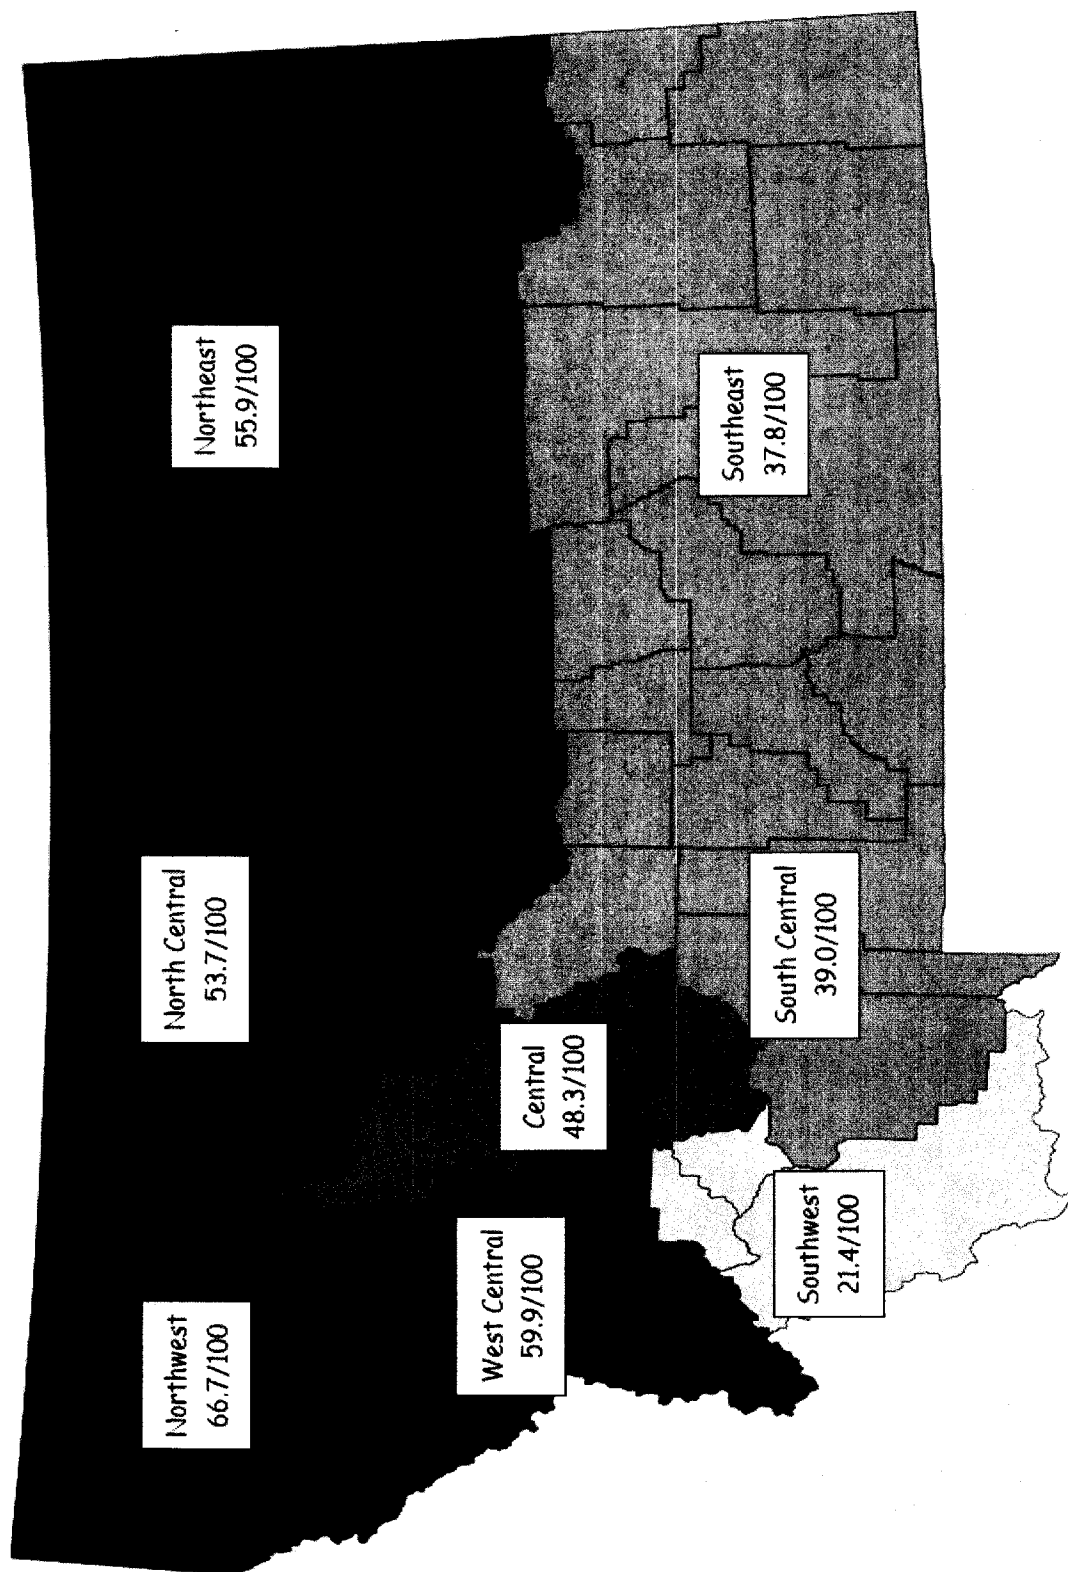 Northwest
66.7/100
North Central
53.7/100
Northeast
55.9/100
West Central
59.9/100
Central
48.3/100
Southwest
21.4/100
South Central
39.0/100
Southeast
37.8/100